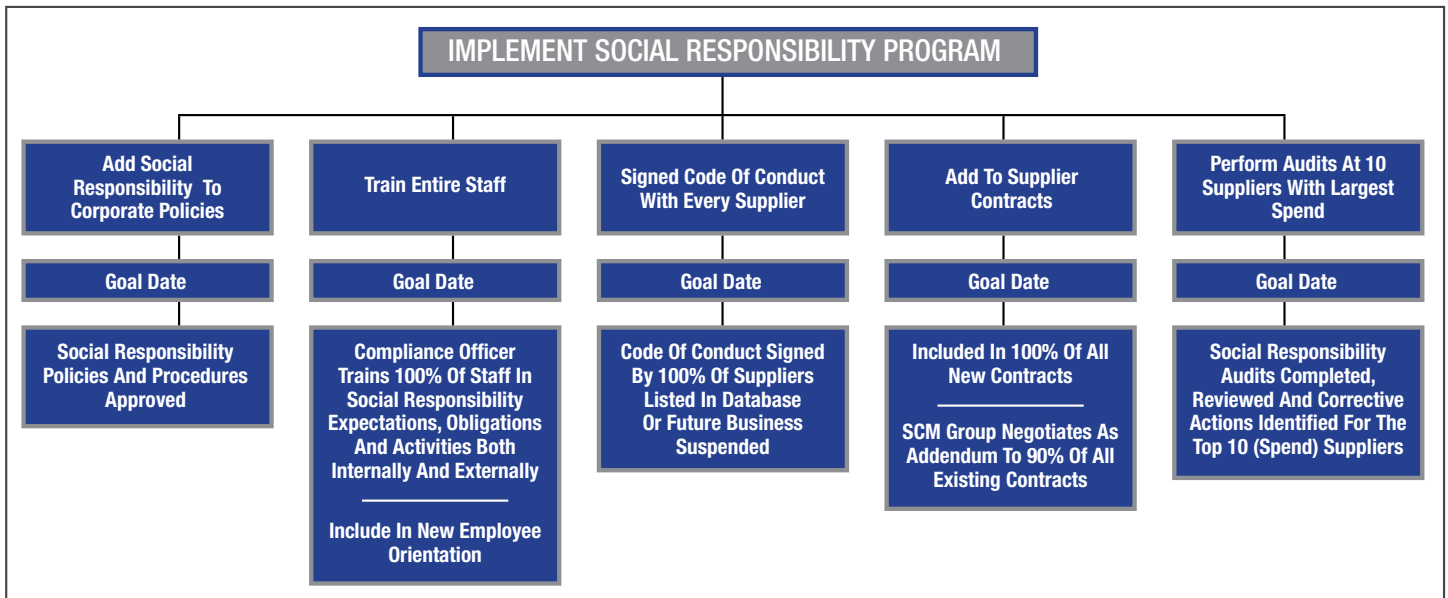 IMPLEMENT SOCIAL RESPONSIBILITY PROGRAM
Add Social
Responsibility To
Corporate Policies
Train Entire Staff
Signed Code Of Conduct
With Every Supplier
Add To Supplier
Contracts
Perform Audits At 10
Suppliers With Largest
Spend
Goal Date
Goal Date
Goal Date
Goal Date
Goal Date
Social Responsibility
Policies And Procedures
Approved
Compliance Officer
Trains 100% Of Staff In
Social Responsibility
Expectations, Obligations
And Activities Both
Internally And Externally
Include In New Employee
Orientation
Code Of Conduct Signed
By 100% Of Suppliers
Listed In Database
Or Future Business
Suspended
Included In 100% Of All
New Contracts
SCM Group Negotiates As
Addendum To 90% Of All
Existing Contracts
Social Responsibility
Audits Completed,
Reviewed And Corrective
Actions Identified For The
Top 10 (Spend) Suppliers